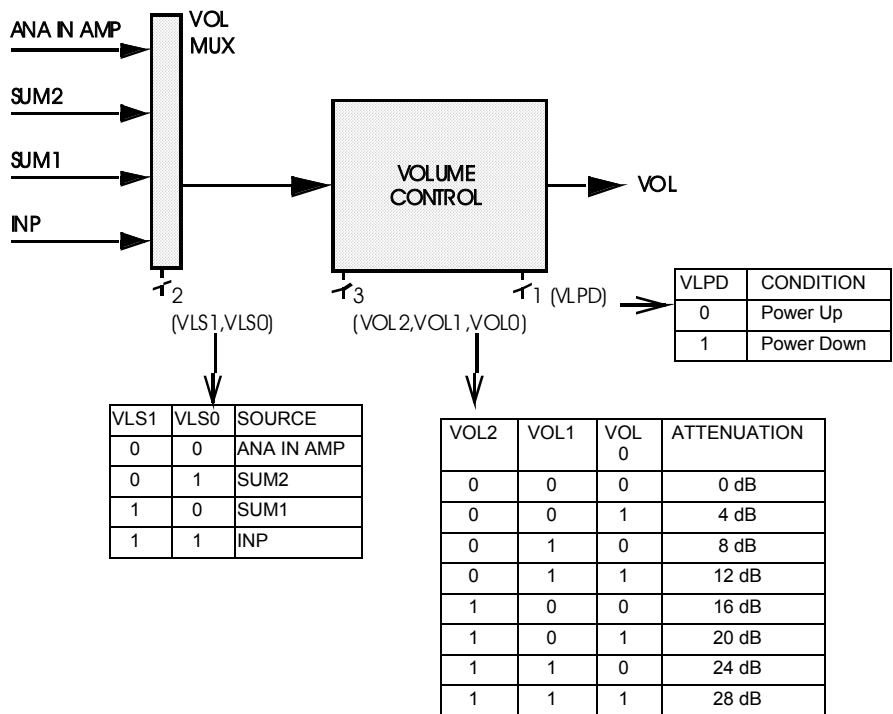 ANA IN AMP
VOL
MUX
SUM2
SUM1
INP
VOLUME
CONTROL
VOL
2
3
1 (VLPD)
(VLS1,VLS0)
(VOL2,VOL1,VOL0)
VLPD CONDITION
0 Power Up
1 Power Down
VLS1 VLS0 SOURCE
0 0 ANA IN AMP
0 1 SUM2
1 0 SUM1
1 1 INP
VOL2 VOL1 VOL ATTENUATION
0
0 0 0 0 dB
0 0 1 4 dB
0 1 0 8 dB
0 1 1 12 dB
1 0 0 16 dB
1 0 1 20 dB
1 1 0 24 dB
1 1 1 28 dB